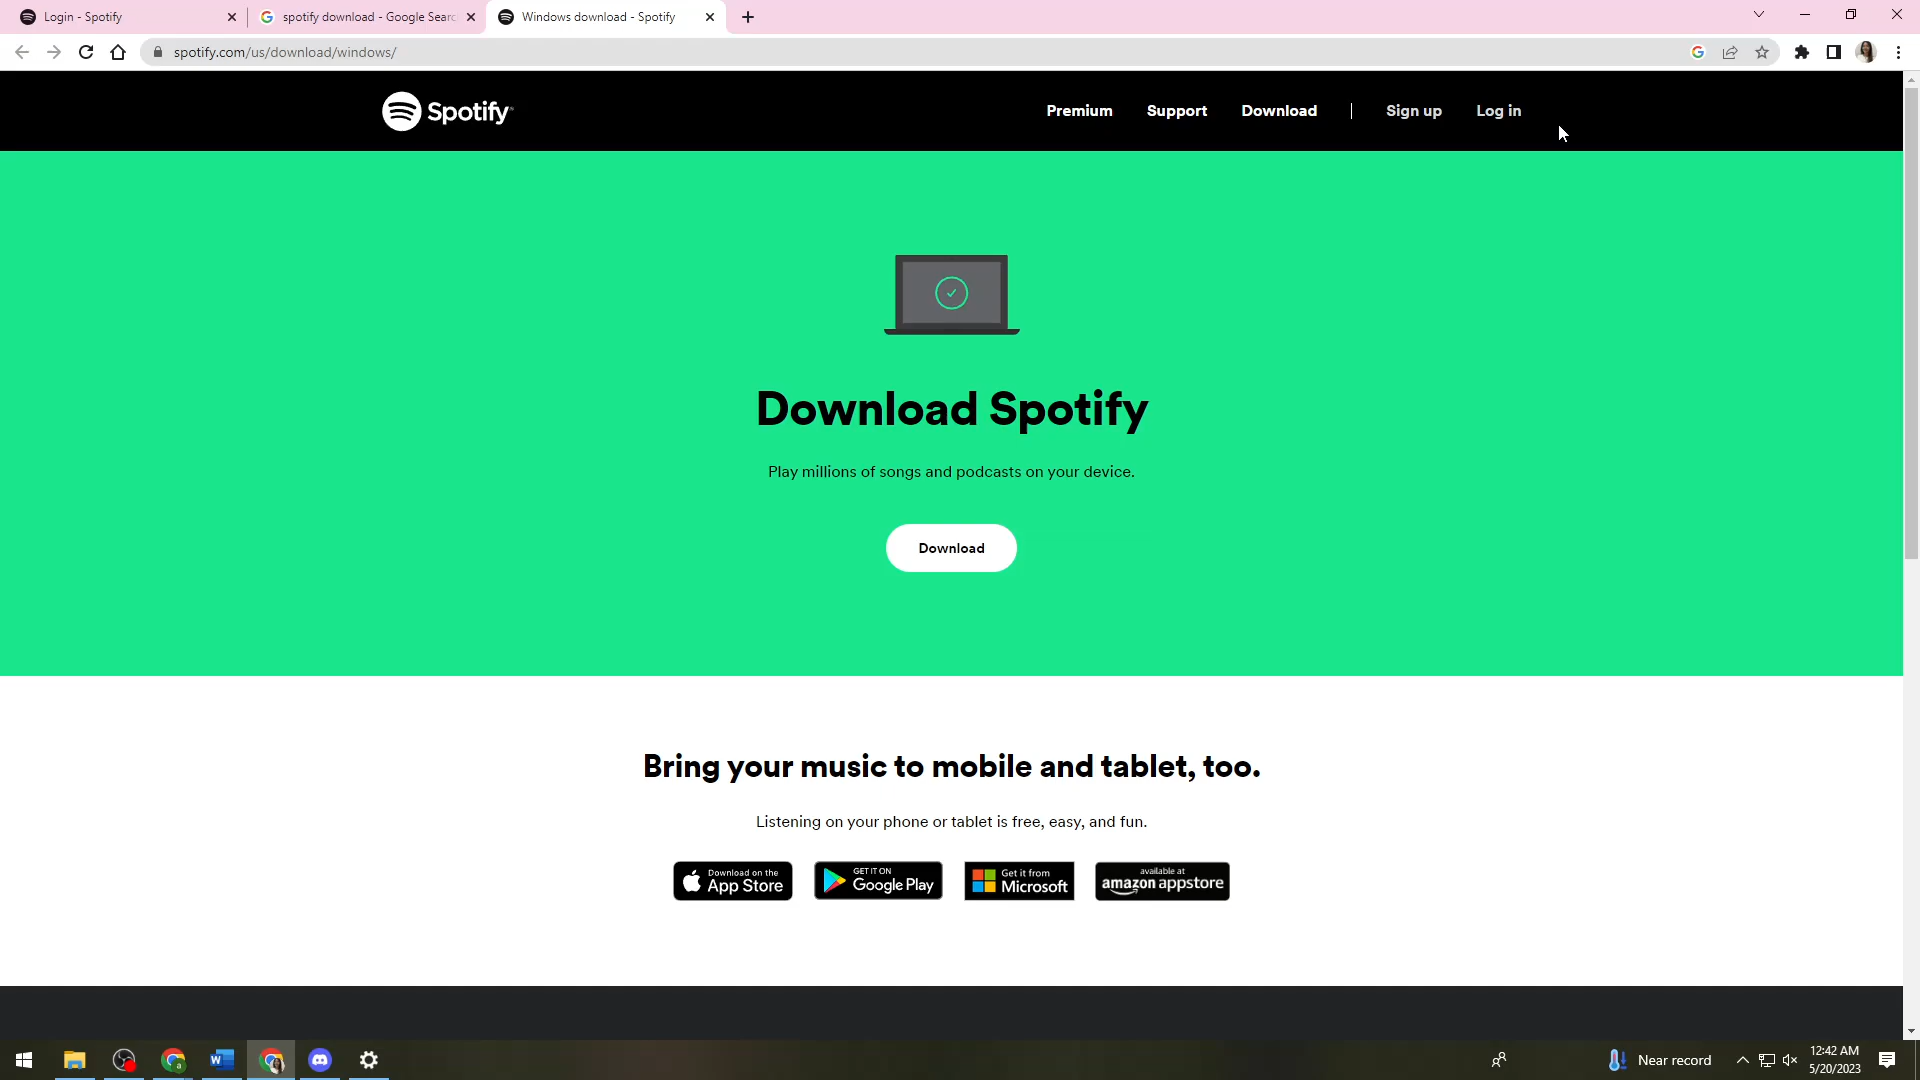 Login - Spotify
spotify download - Google Searc
Windows download - Spotify
spotify.com/us/download/windows/
Spotify
Premium
Support
Download
Sign up
Log in
Download Spotify
Play millions of songs and podcasts on your device.
Download
Bring your music to mobile and tablet, too.
Listening on your phone or tablet is free, easy, and fun.
Download on the
App Store
GET IT ON
Google Play
Get it from
Microsoft
available at
amazon appstore
Near record
12:42 AM
5/20/2023